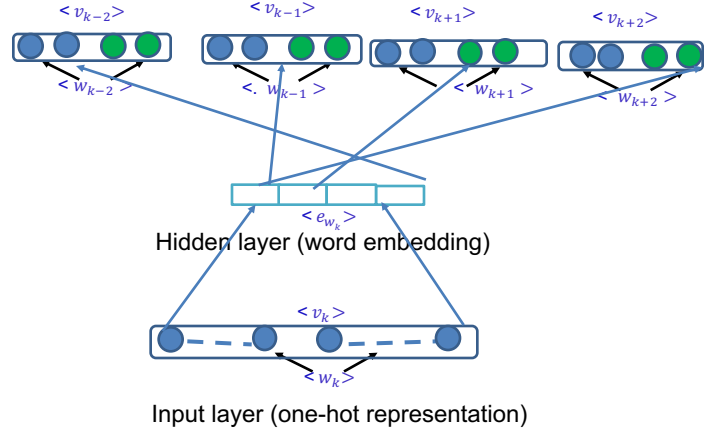 < v_{k−2}> < v_{k−1}> < v_{k+1}> < v_{k+2}>
< w_{k−2} > <. w_{k−1} > < w_{k+1} > < w_{k+2} >
< e_{w_k}>
Hidden layer (word embedding)
< v_k>
< w_k>
Input layer (one-hot representation)